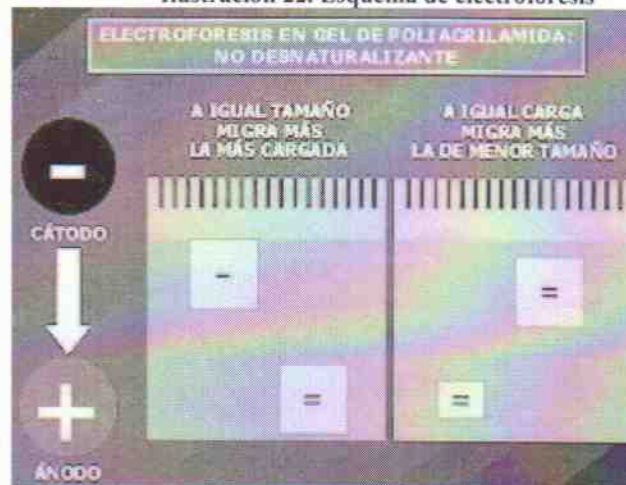 Ilustración 22. Esquema de electroforesis
ELECTROFORESIS EN GEL DE POLIACRILAMIDA:
NO DESNATURALIZANTE
A IGUAL TAMAÑO
MIGRA MÁS
LA MÁS CARGADA
A IGUAL CARGA
MIGRA MÁS
LA DE MENOR TAMAÑO
-
CÁTODO
-
=
=
=
+
ÁNODO